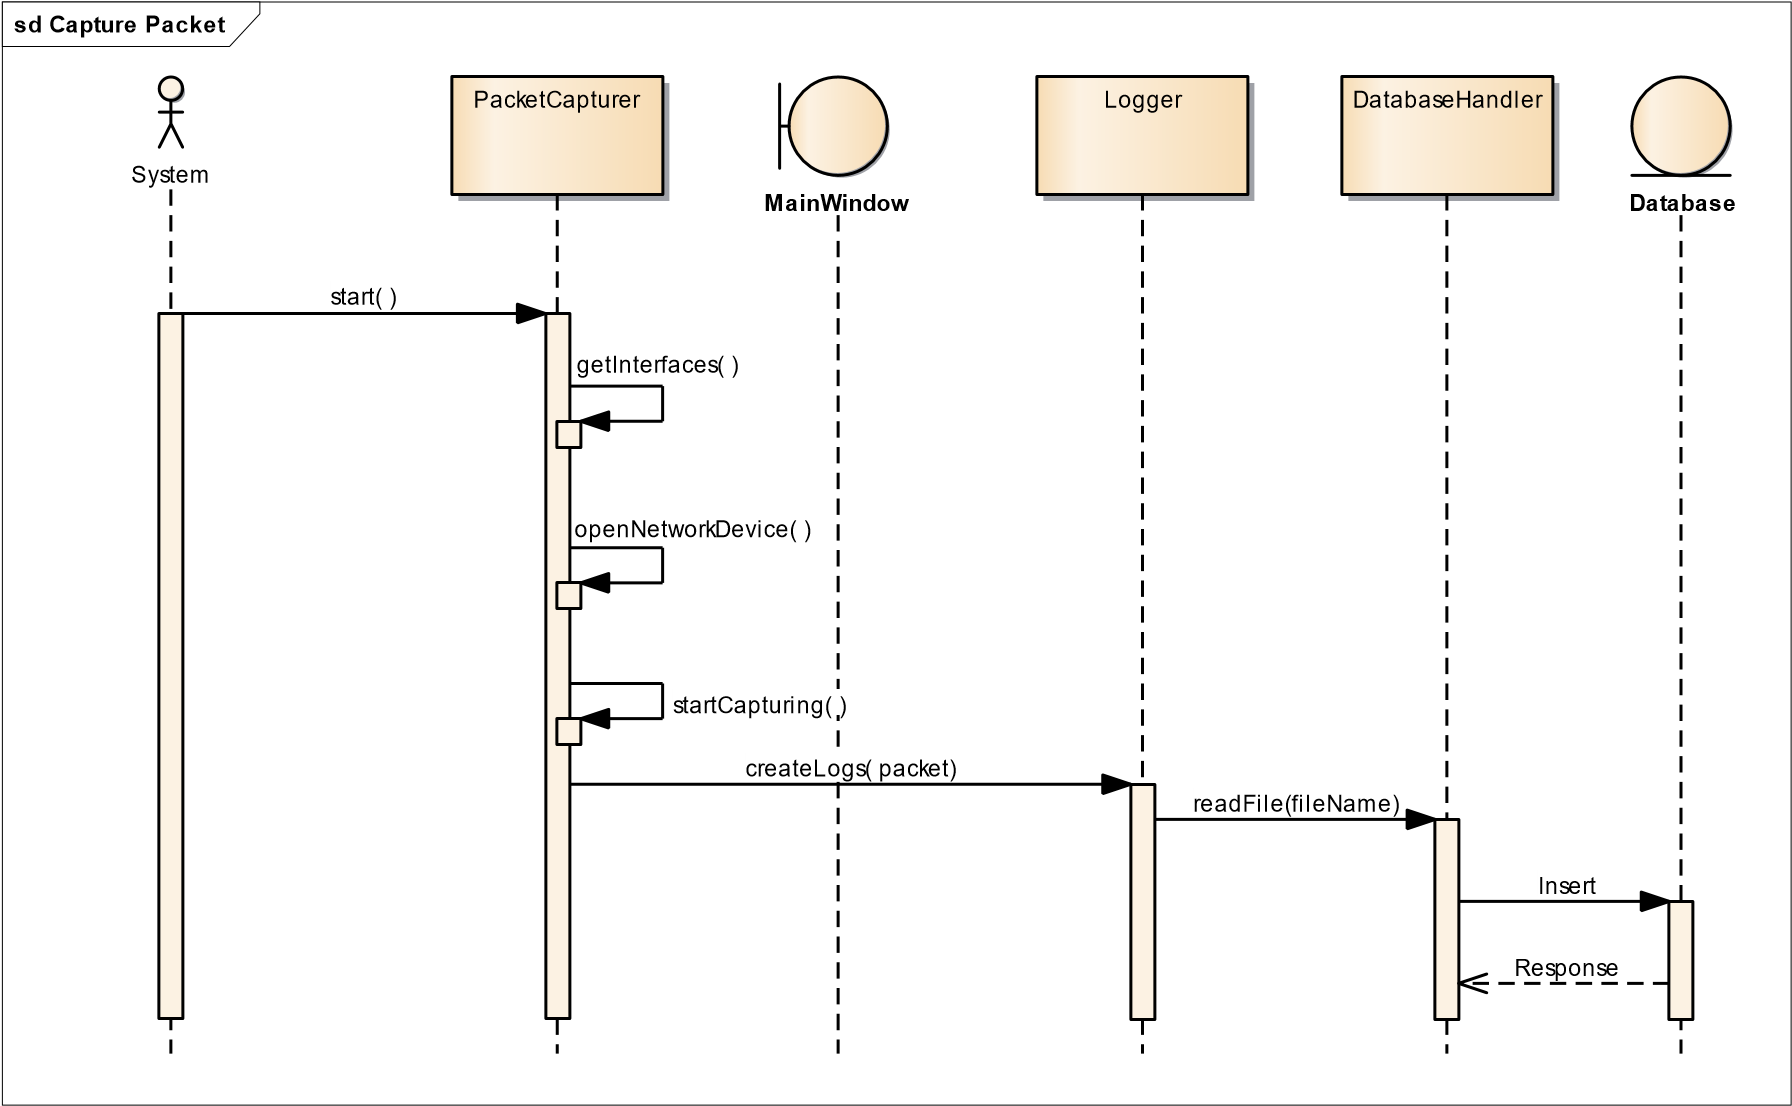 sd Capture Packet
System
PacketCapturer
MainWindow
Logger
DatabaseHandler
Database
start( )
getInterfaces( )
openNetworkDevice( )
startCapturing( )
createLogs( packet)
readFile(fileName)
Insert
Response